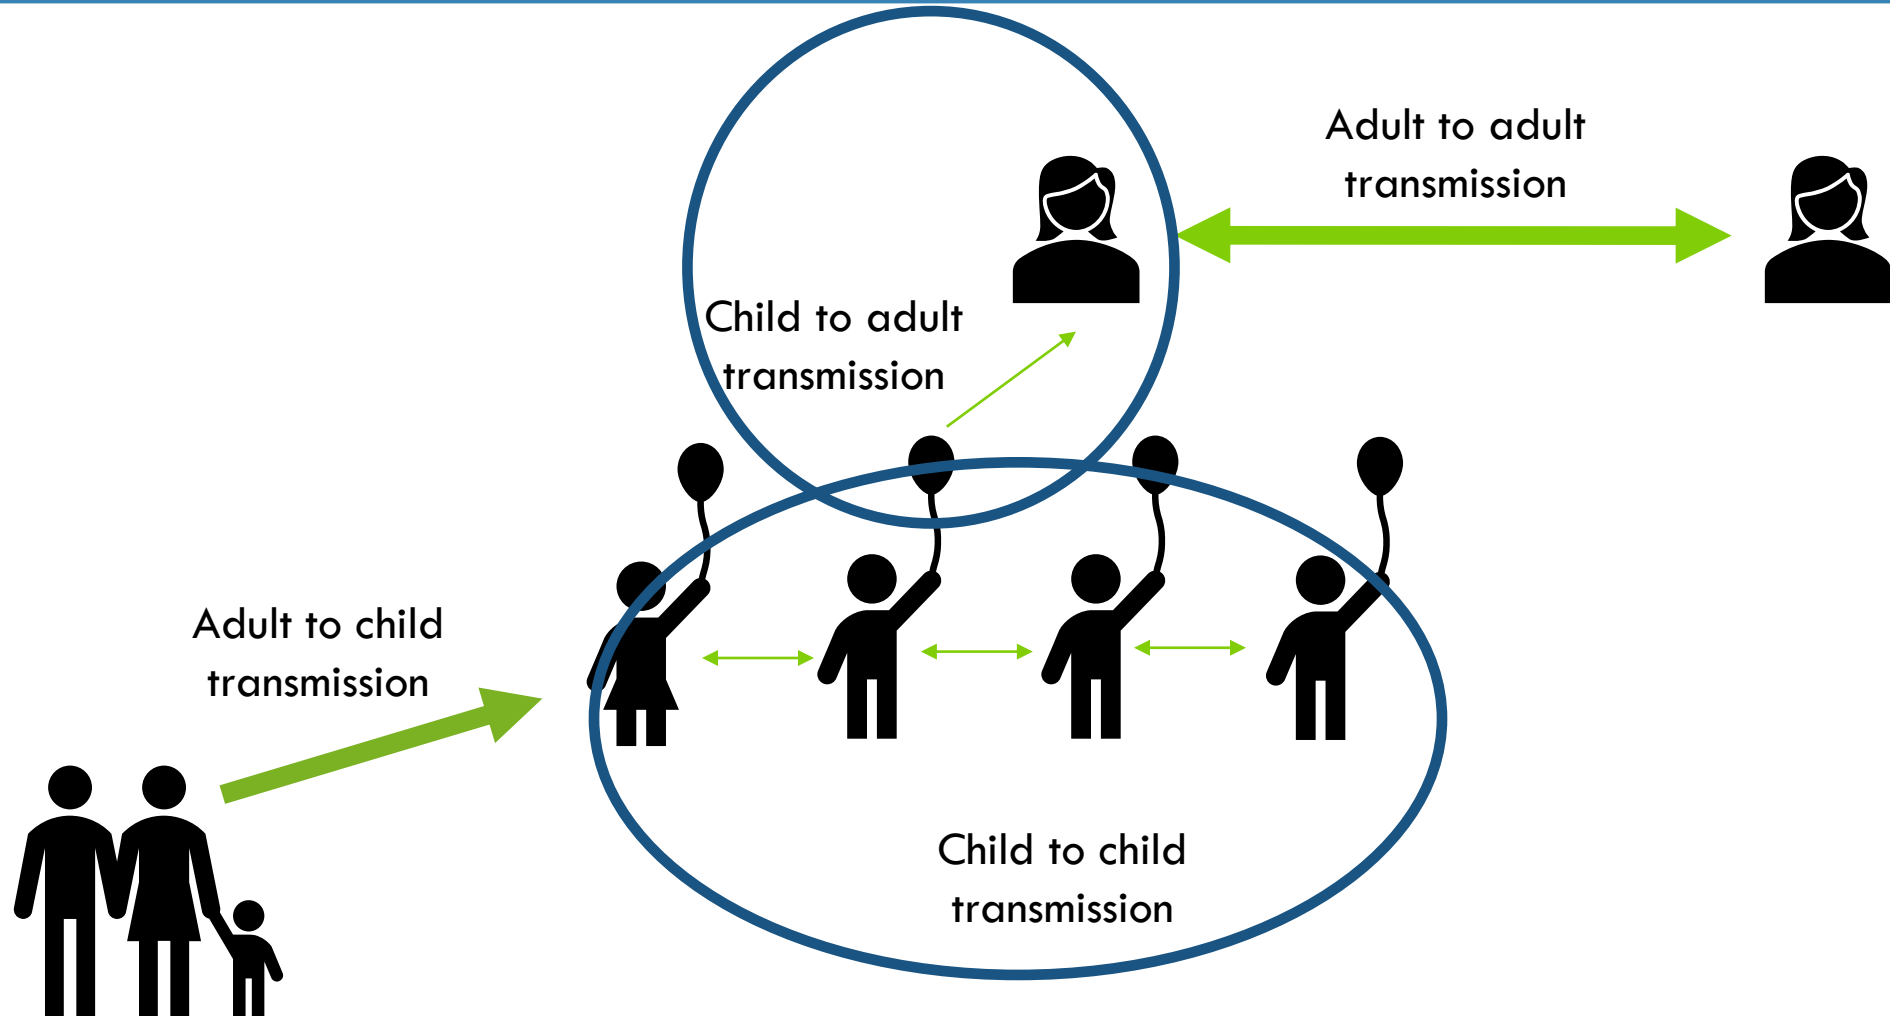 Adult to adult
transmission
Child to adult
transmission
Adult to child
transmission
Child to child
transmission